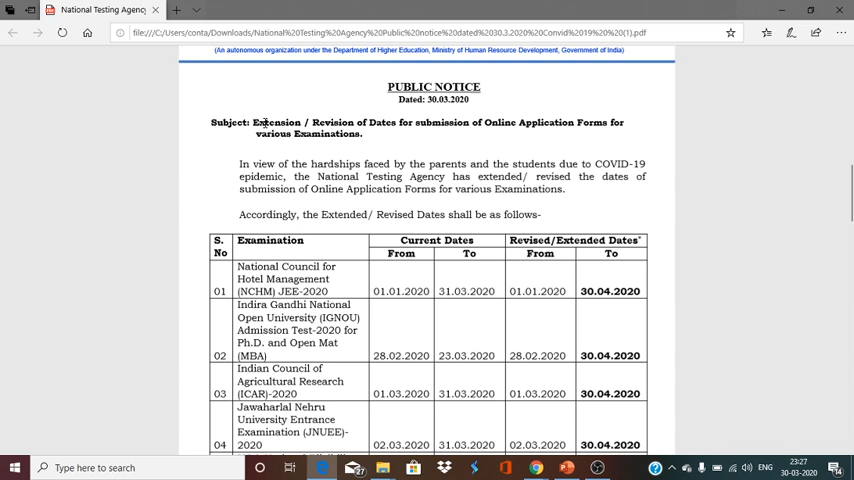 National Testing Agency
file:///C:/Users/conta/Downloads/National%20Testing%20Agency%20Public%20notice%20dated%2030.3.2020%20Convid%2019%20%20(1).pdf
(An autonomous organization under the Department of Higher Education, Ministry of Human Resource Development, Government of India)
PUBLIC NOTICE
Dated: 30.03.2020
Subject: Extension / Revision of Dates for submission of Online Application Forms for
various Examinations.
In view of the hardships faced by the parents and the students due to COVID-19
epidemic, the National Testing Agency has extended/ revised the dates of
submission of Online Application Forms for various Examinations.
Accordingly, the Extended/ Revised Dates shall be as follows-
S. Examination Current Dates Revised/Extended Dates*
No From To From To
National Council for
Hotel Management
01 (NCHM) JEE-2020 01.01.2020 31.03.2020 01.01.2020 30.04.2020
Indira Gandhi National
Open University (IGNOU)
Admission Test-2020 for
Ph.D. and Open Mat
02 (MBA) 28.02.2020 23.03.2020 28.02.2020 30.04.2020
Indian Council of
Agricultural Research
03 (ICAR)-2020 01.03.2020 31.03.2020 01.03.2020 30.04.2020
Jawaharlal Nehru
University Entrance
Examination (JNUEE)-
04 2020 02.03.2020 31.03.2020 02.03.2020 30.04.2020
Type here to search
27
ENG
23:27
30-03-2020
14